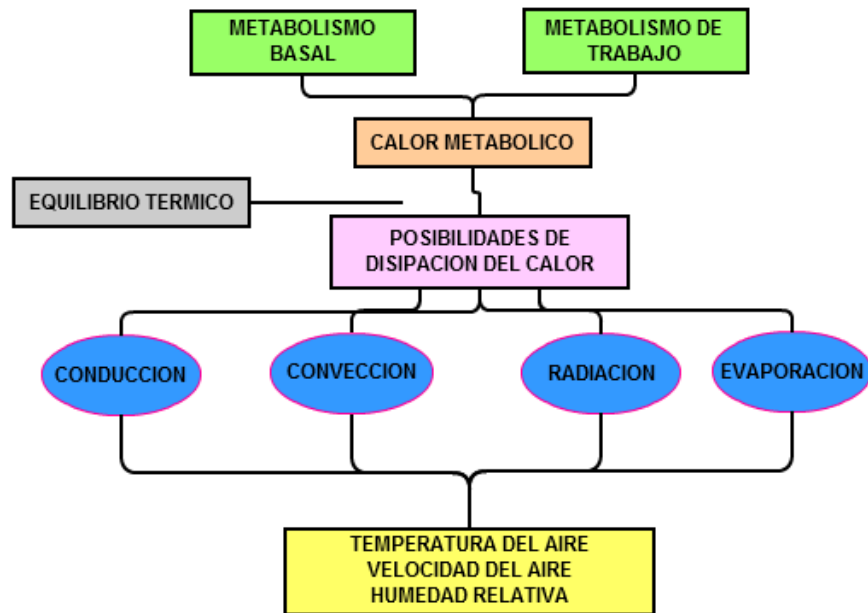 METABOLISMO
BASAL
METABOLISMO DE
TRABAJO
CALOR METABOLICO
EQUILIBRIO TERMICO
POSIBILIDADES DE
DISIPACION DEL CALOR
CONDUCCION
CONVECCION
RADIACION
EVAPORACION
TEMPERATURA DEL AIRE
VELOCIDAD DEL AIRE
HUMEDAD RELATIVA